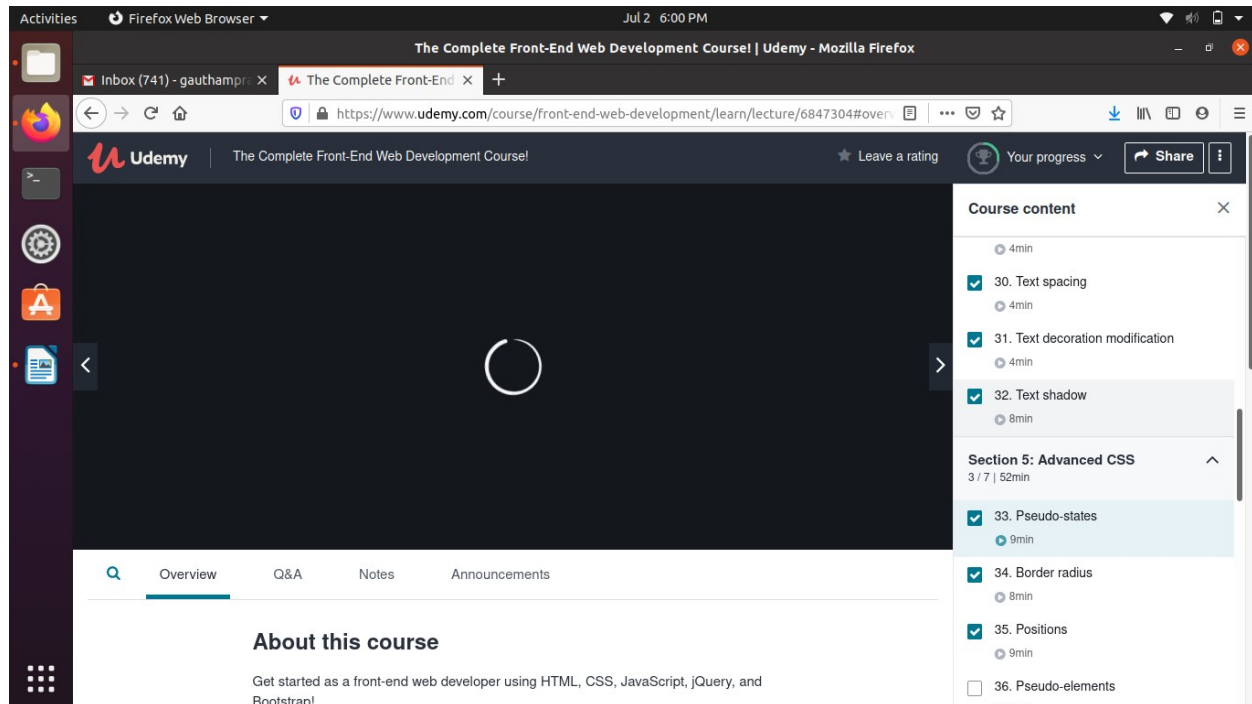 Activities
Firefox Web Browser
Jul 2 6:00 PM
The Complete Front-End Web Development Course! | Udemy - Mozilla Firefox
Inbox (741) - gauthampra
The Complete Front-End
https://www.udemy.com/course/front-end-web-development/learn/lecture/6847304#overv
Udemy
The Complete Front-End Web Development Course!
Leave a rating
Your progress
Share
Course content
4min
30. Text spacing
4min
31. Text decoration modification
4min
32. Text shadow
8min
Section 5: Advanced CSS
3 / 7 | 52min
33. Pseudo-states
9min
34. Border radius
8min
35. Positions
9min
36. Pseudo-elements
Overview
Q&A
Notes
Announcements
About this course
Get started as a front-end web developer using HTML, CSS, JavaScript, jQuery, and
Bootstrap!